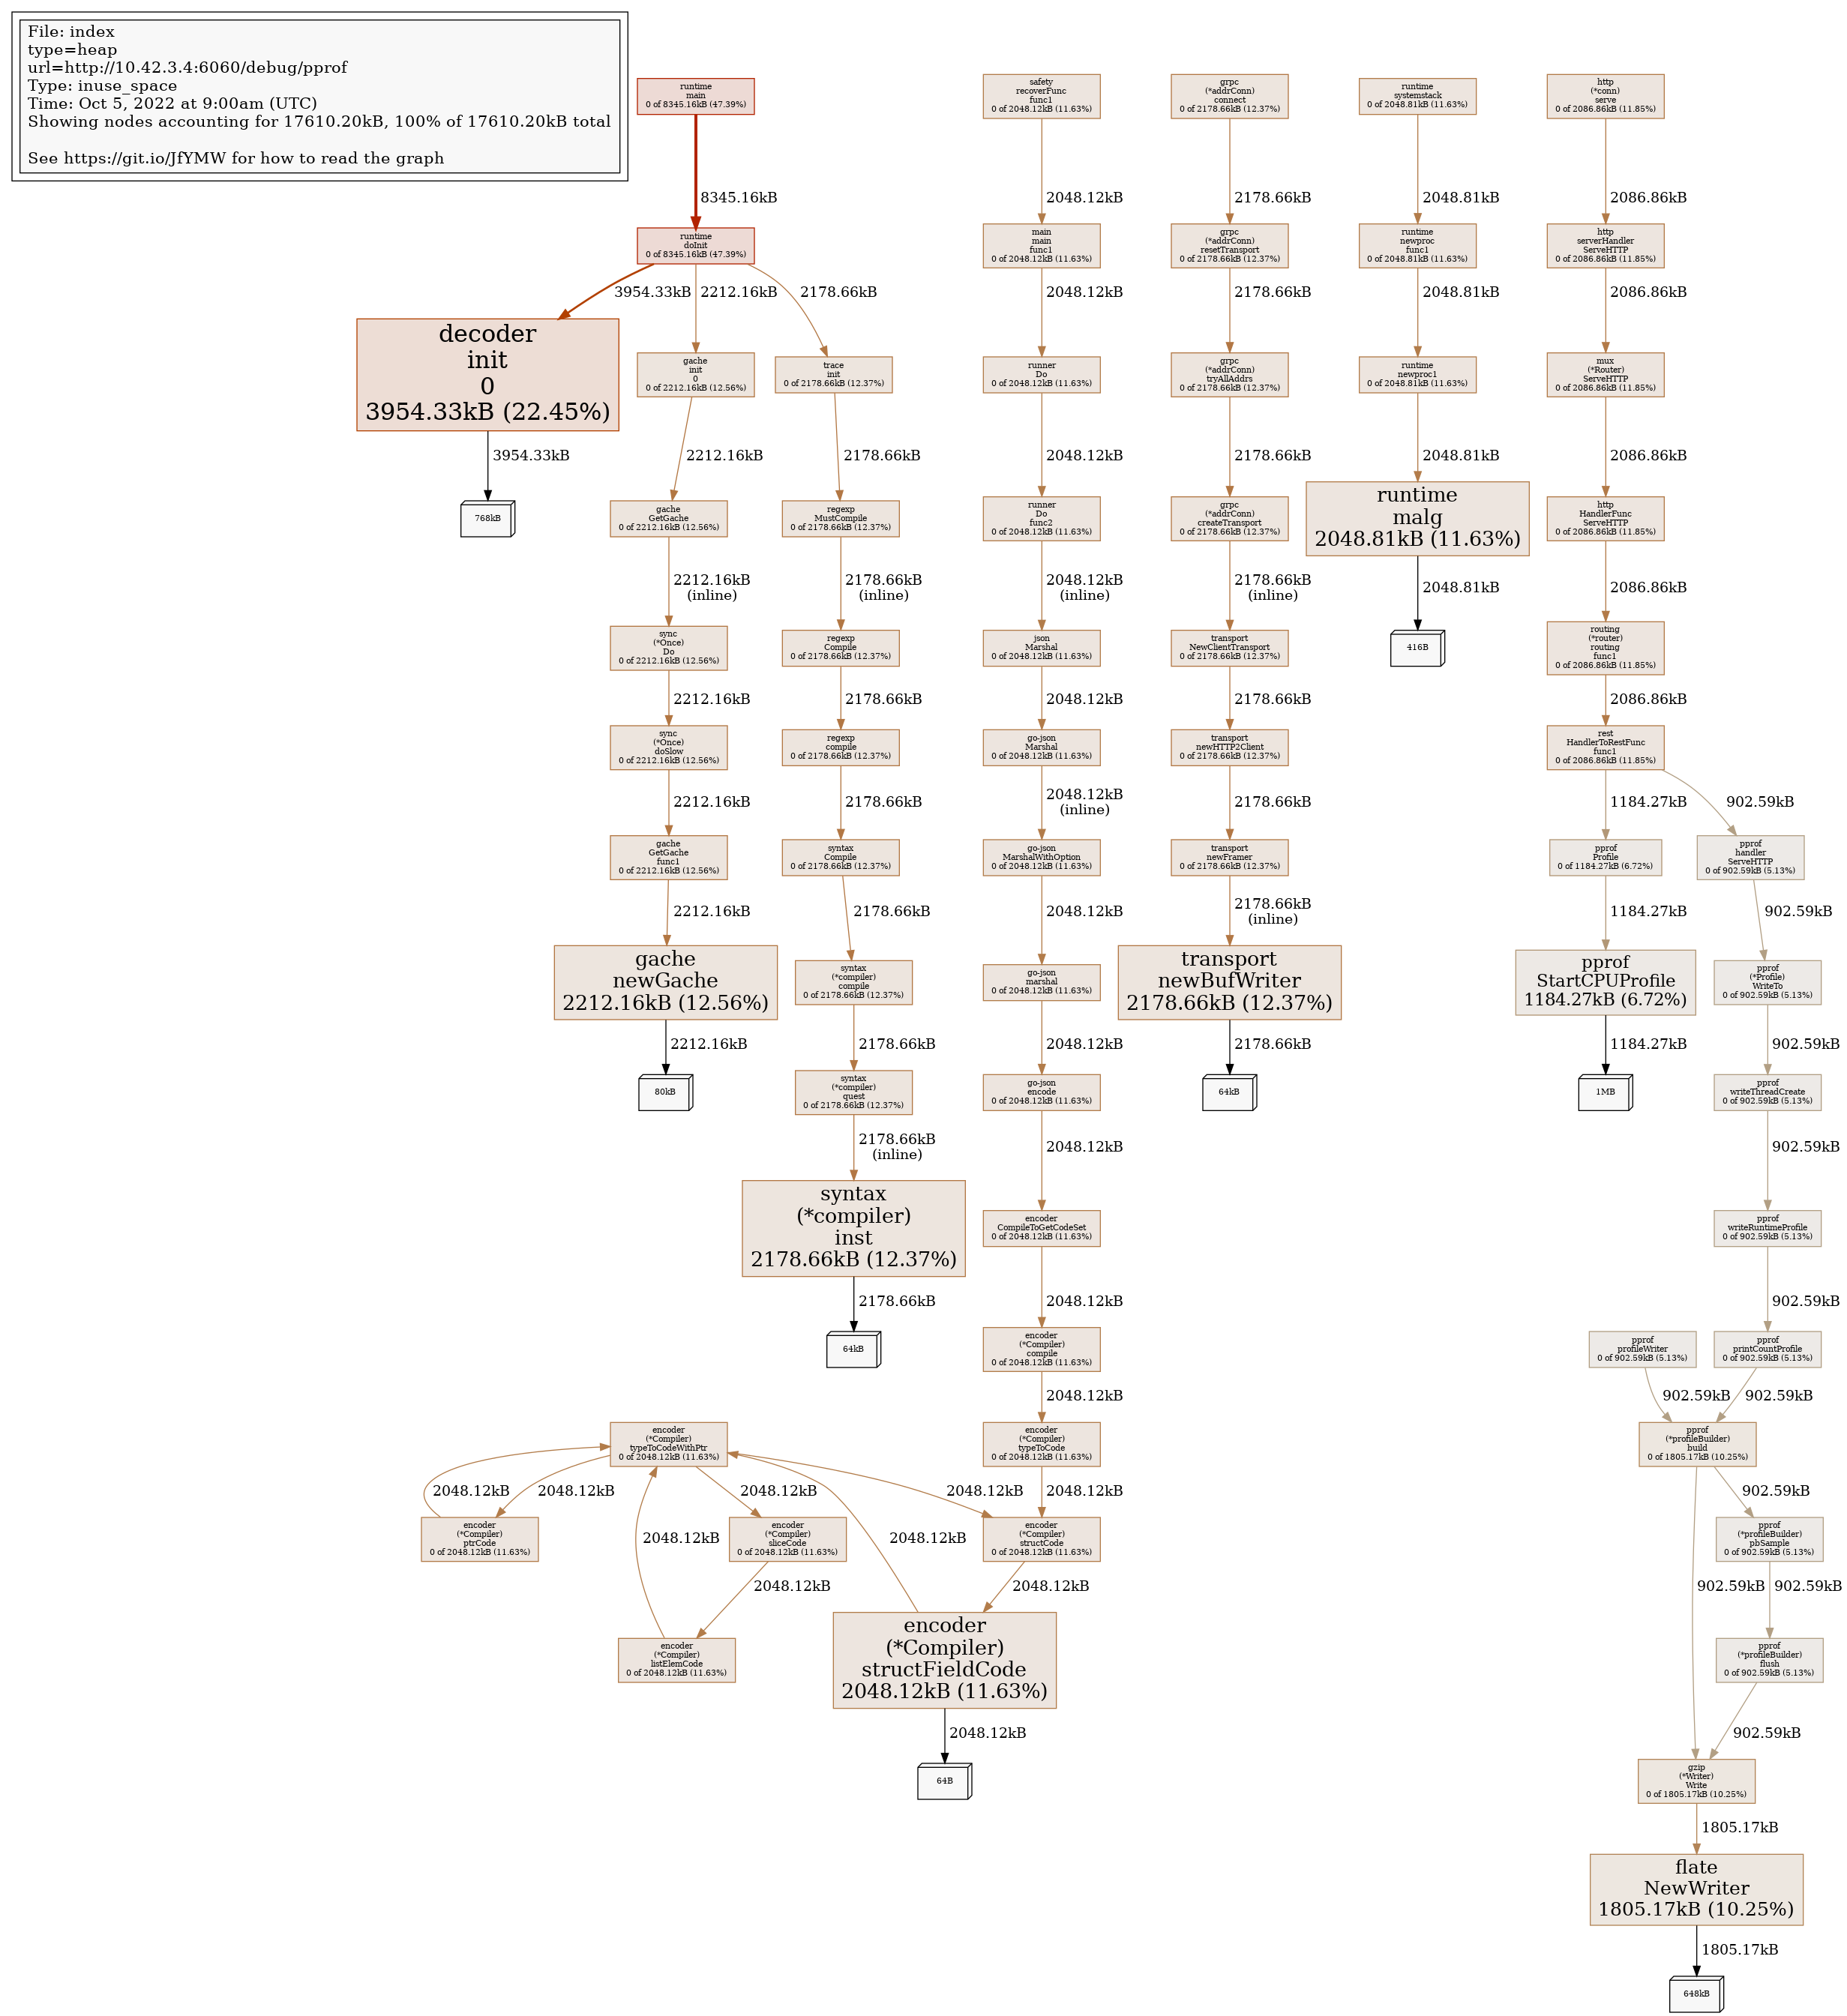 File: index
type=heap
url=http://10.42.3.4:6060/debug/pprof
Type: inuse_space
Time: Oct 5, 2022 at 9:00am (UTC)
Showing nodes accounting for 17610.20kB, 100% of 17610.20kB total
See https://git.io/JfYMW for how to read the graph
runtime
main
0 of 8345.16kB (47.39%)
8345.16kB
runtime
doInit
0 of 8345.16kB (47.39%)
3954.33kB
2212.16kB
2178.66kB
decoder
init
0
3954.33kB (22.45%)
3954.33kB
768kB
gache
init
0
0 of 2212.16kB (12.56%)
2212.16kB
gache
GetGache
0 of 2212.16kB (12.56%)
2212.16kB
(inline)
sync
(*Once)
Do
0 of 2212.16kB (12.56%)
2212.16kB
sync
(*Once)
doSlow
0 of 2212.16kB (12.56%)
2212.16kB
gache
GetGache
func1
0 of 2212.16kB (12.56%)
2212.16kB
gache
newGache
2212.16kB (12.56%)
2212.16kB
80kB
trace
init
0 of 2178.66kB (12.37%)
2178.66kB
regexp
MustCompile
0 of 2178.66kB (12.37%)
2178.66kB
(inline)
regexp
Compile
0 of 2178.66kB (12.37%)
2178.66kB
regexp
compile
0 of 2178.66kB (12.37%)
2178.66kB
syntax
Compile
0 of 2178.66kB (12.37%)
2178.66kB
syntax
(*compiler)
compile
0 of 2178.66kB (12.37%)
2178.66kB
syntax
(*compiler)
quest
0 of 2178.66kB (12.37%)
2178.66kB
(inline)
syntax
(*compiler)
inst
2178.66kB (12.37%)
2178.66kB
64kB
safety
recoverFunc
func1
0 of 2048.12kB (11.63%)
2048.12kB
main
main
func1
0 of 2048.12kB (11.63%)
2048.12kB
runner
Do
0 of 2048.12kB (11.63%)
2048.12kB
runner
Do
func2
0 of 2048.12kB (11.63%)
2048.12kB
(inline)
json
Marshal
0 of 2048.12kB (11.63%)
2048.12kB
go-json
Marshal
0 of 2048.12kB (11.63%)
2048.12kB
(inline)
go-json
MarshalWithOption
0 of 2048.12kB (11.63%)
2048.12kB
go-json
marshal
0 of 2048.12kB (11.63%)
2048.12kB
go-json
encode
0 of 2048.12kB (11.63%)
2048.12kB
encoder
CompileToGetCodeSet
0 of 2048.12kB (11.63%)
2048.12kB
encoder
(*Compiler)
compile
0 of 2048.12kB (11.63%)
2048.12kB
encoder
(*Compiler)
typeToCode
0 of 2048.12kB (11.63%)
2048.12kB
encoder
(*Compiler)
typeToCodeWithPtr
0 of 2048.12kB (11.63%)
2048.12kB
2048.12kB
2048.12kB
2048.12kB
encoder
(*Compiler)
ptrCode
0 of 2048.12kB (11.63%)
2048.12kB
encoder
(*Compiler)
sliceCode
0 of 2048.12kB (11.63%)
2048.12kB
2048.12kB
encoder
(*Compiler)
structCode
0 of 2048.12kB (11.63%)
2048.12kB
encoder
(*Compiler)
listElemCode
0 of 2048.12kB (11.63%)
encoder
(*Compiler)
structFieldCode
2048.12kB (11.63%)
2048.12kB
64B
grpc
(*addrConn)
connect
0 of 2178.66kB (12.37%)
2178.66kB
grpc
(*addrConn)
resetTransport
0 of 2178.66kB (12.37%)
2178.66kB
grpc
(*addrConn)
tryAllAddrs
0 of 2178.66kB (12.37%)
2178.66kB
grpc
(*addrConn)
createTransport
0 of 2178.66kB (12.37%)
2178.66kB
(inline)
transport
NewClientTransport
0 of 2178.66kB (12.37%)
2178.66kB
transport
newHTTP2Client
0 of 2178.66kB (12.37%)
2178.66kB
transport
newFramer
0 of 2178.66kB (12.37%)
2178.66kB
(inline)
transport
newBufWriter
2178.66kB (12.37%)
2178.66kB
64kB
runtime
systemstack
0 of 2048.81kB (11.63%)
2048.81kB
runtime
newproc
func1
0 of 2048.81kB (11.63%)
2048.81kB
runtime
newproc1
0 of 2048.81kB (11.63%)
2048.81kB
runtime
malg
2048.81kB (11.63%)
2048.81kB
416B
http
(*conn)
serve
0 of 2086.86kB (11.85%)
2086.86kB
http
serverHandler
ServeHTTP
0 of 2086.86kB (11.85%)
2086.86kB
mux
(*Router)
ServeHTTP
0 of 2086.86kB (11.85%)
2086.86kB
http
HandlerFunc
ServeHTTP
0 of 2086.86kB (11.85%)
2086.86kB
routing
(*router)
routing
func1
0 of 2086.86kB (11.85%)
2086.86kB
rest
HandlerToRestFunc
func1
0 of 2086.86kB (11.85%)
1184.27kB
902.59kB
pprof
Profile
0 of 1184.27kB (6.72%)
1184.27kB
pprof
StartCPUProfile
1184.27kB (6.72%)
1184.27kB
1MB
pprof
handler
ServeHTTP
0 of 902.59kB (5.13%)
902.59kB
pprof
(*Profile)
WriteTo
0 of 902.59kB (5.13%)
902.59kB
pprof
writeThreadCreate
0 of 902.59kB (5.13%)
902.59kB
pprof
writeRuntimeProfile
0 of 902.59kB (5.13%)
902.59kB
pprof
profileWriter
0 of 902.59kB (5.13%)
902.59kB
pprof
printCountProfile
0 of 902.59kB (5.13%)
902.59kB
pprof
(*profileBuilder)
build
0 of 1805.17kB (10.25%)
902.59kB
902.59kB
pprof
(*profileBuilder)
pbSample
0 of 902.59kB (5.13%)
902.59kB
pprof
(*profileBuilder)
flush
0 of 902.59kB (5.13%)
902.59kB
gzip
(*Writer)
Write
0 of 1805.17kB (10.25%)
1805.17kB
flate
NewWriter
1805.17kB (10.25%)
1805.17kB
648kB